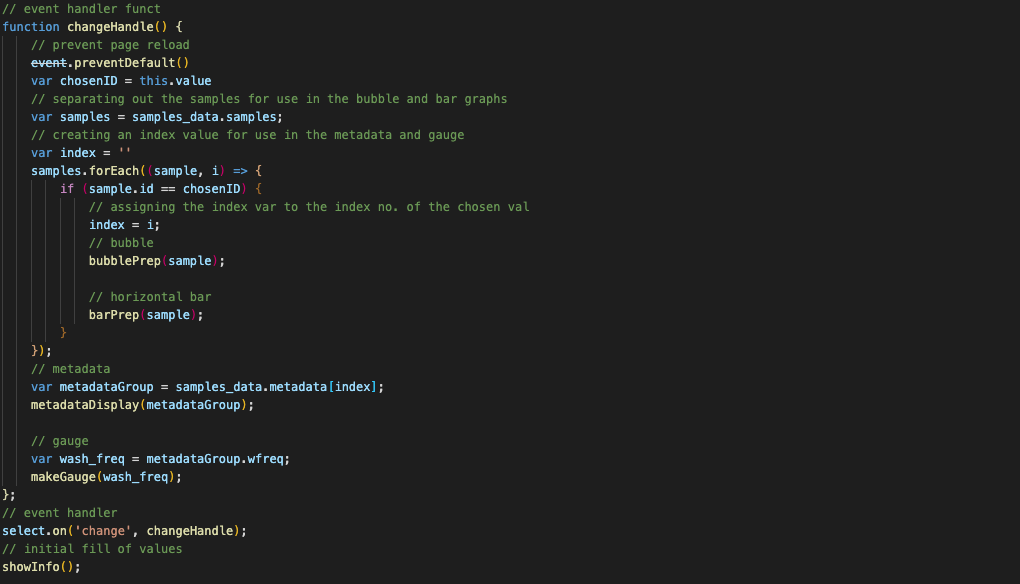 // event handler funct
function changeHandle() {
// prevent page reload
event.preventDefault()
var chosenID = this.value
// separating out the samples for use in the bubble and bar graphs
var samples = samples_data.samples;
// creating an index value for use in the metadata and gauge
var index = ''
samples.forEach((sample, i) => {
if (sample.id == chosenID) {
// assigning the index var to the index no. of the chosen val
index = i;
// bubble
bubblePrep(sample);
// horizontal bar
barPrep(sample);
}
});
// metadata
var metadataGroup = samples_data.metadata[index];
metadataDisplay(metadataGroup);
// gauge
var wash_freq = metadataGroup.wfreq;
makeGauge(wash_freq);
};
// event handler
select.on('change', changeHandle);
// initial fill of values
showInfo();